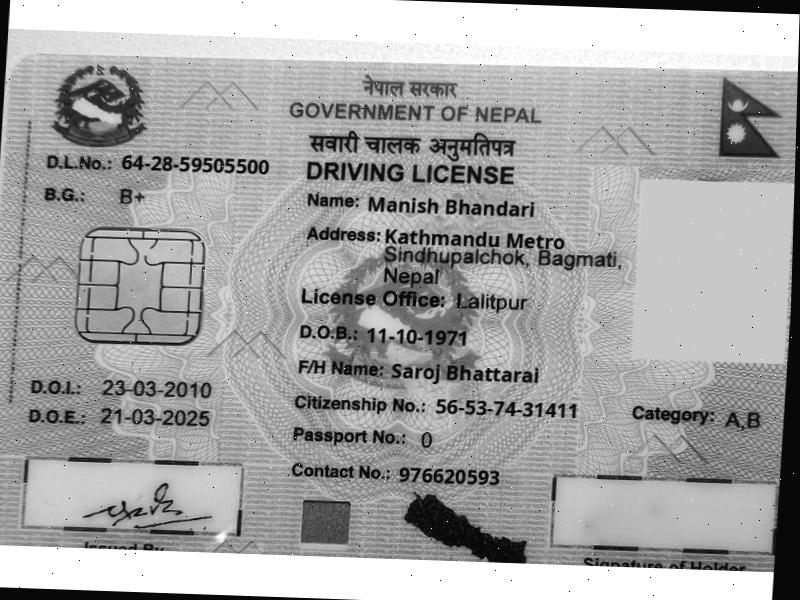 नेपाल सरकार
GOVERNMENT OF NEPAL
सवारी चालक अनुमतिपत्र
DRIVING LICENSE
D.L.No.: 64-28-59505500
B.G.: B+
Name: Manish Bhandari
Address: Kathmandu Metro
Sindhupalchok, Bagmati,
Nepal
License Office: Lalitpur
D.O.B.: 11-10-1971
F/H Name: Saroj Bhattarai
D.O.I.: 23-03-2010
D.O.E.: 21-03-2025
Citizenship No.: 56-53-74-31411
Category: A,B
Passport No.: 0
Contact No.: 976620593
Issued By
Signature of Holder